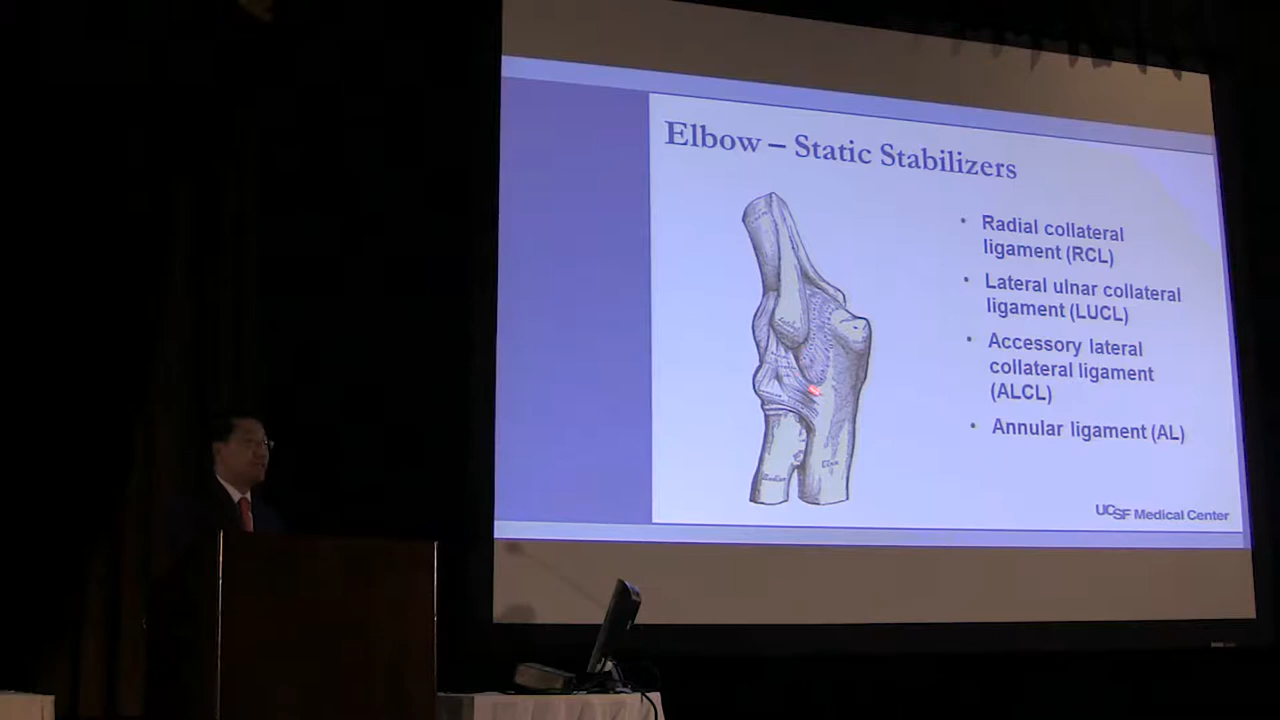 Elbow – Static Stabilizers
• Radial collateral
ligament (RCL)
• Lateral ulnar collateral
ligament (LUCL)
• Accessory lateral
collateral ligament
(ALCL)
• Annular ligament (AL)
Ulna
UCSF Medical Center